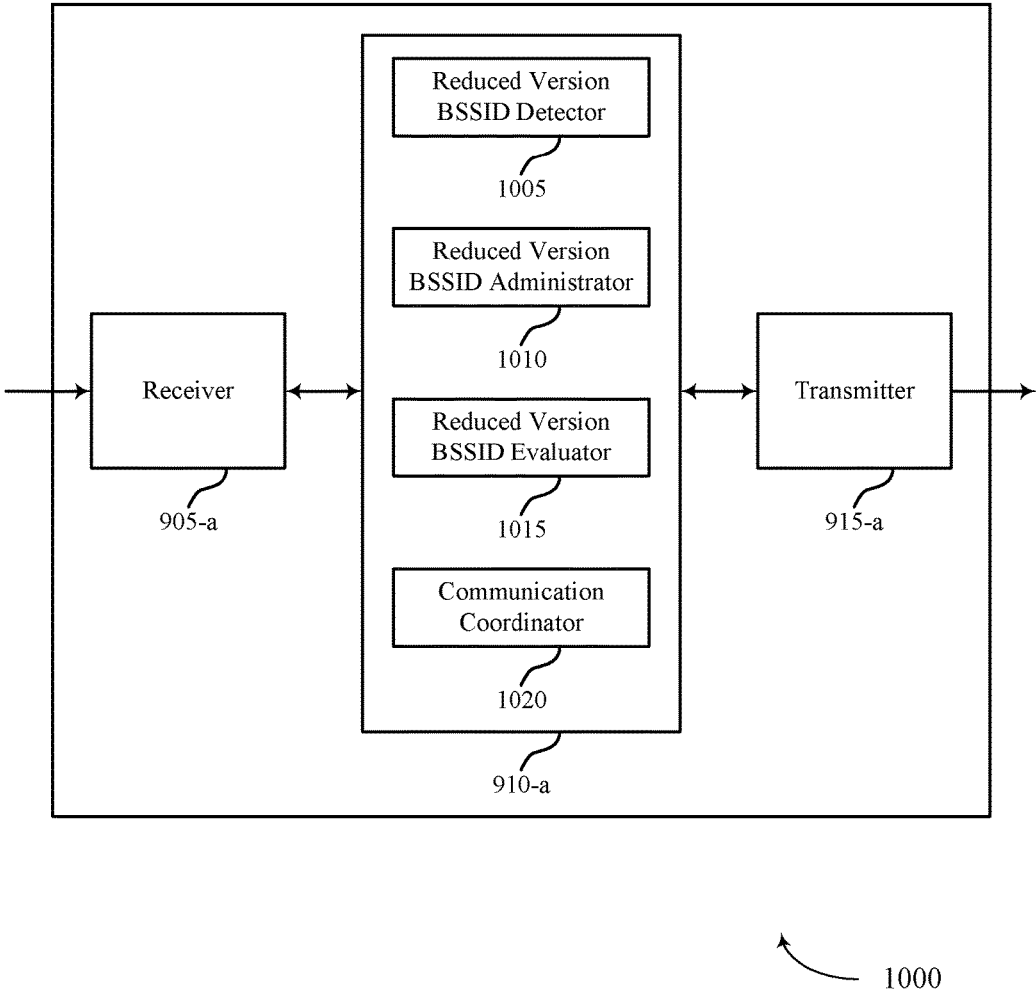 Reduced Version
BSSID Detector
1005
Reduced Version
BSSID Administrator
1010
Receiver
Transmitter
Reduced Version
BSSID Evaluator
905-a
1015
915-a
Communication
Coordinator
1020
910-a
1000